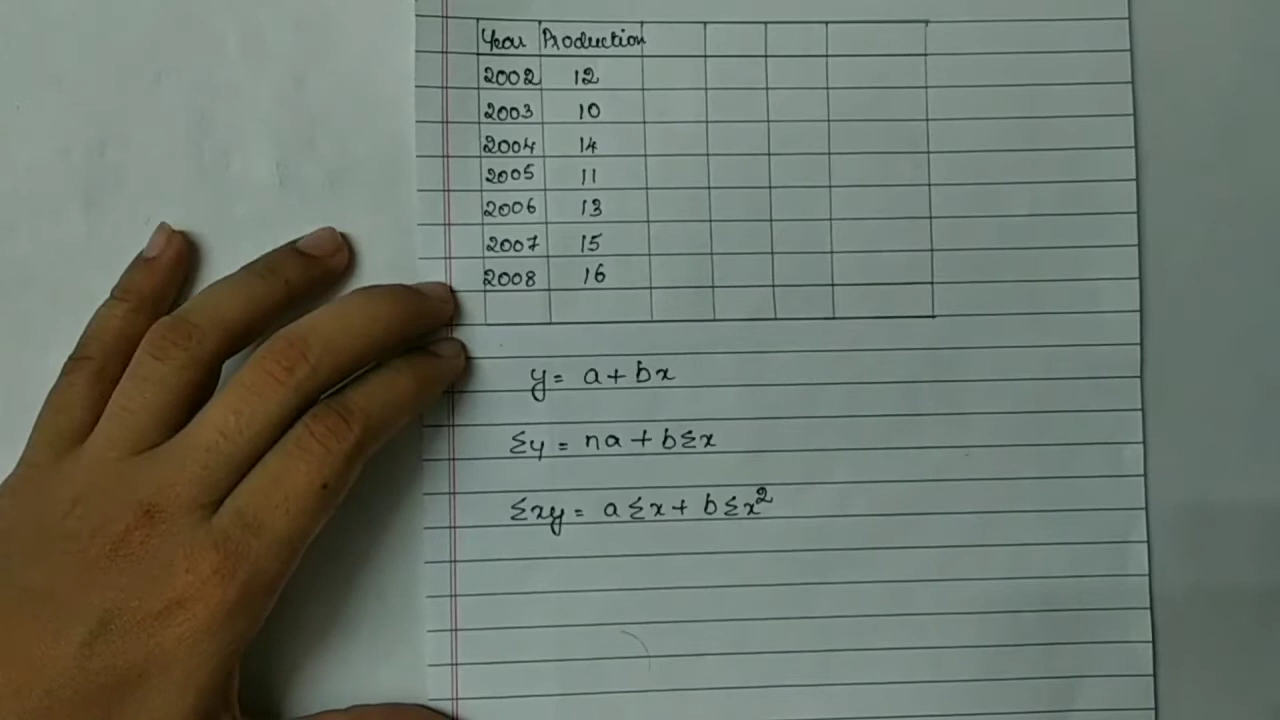 Year Production
2002 12
2003 10
2004 14
2005 11
2006 13
2007 15
2008 16
y = a + bx
Σy = na + bΣx
Σxy = aΣx + bΣx²